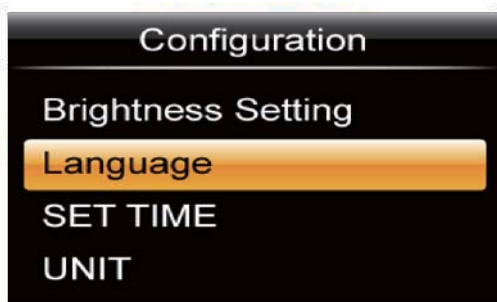 Configuration
Brightness Setting
Language
SET TIME
UNIT